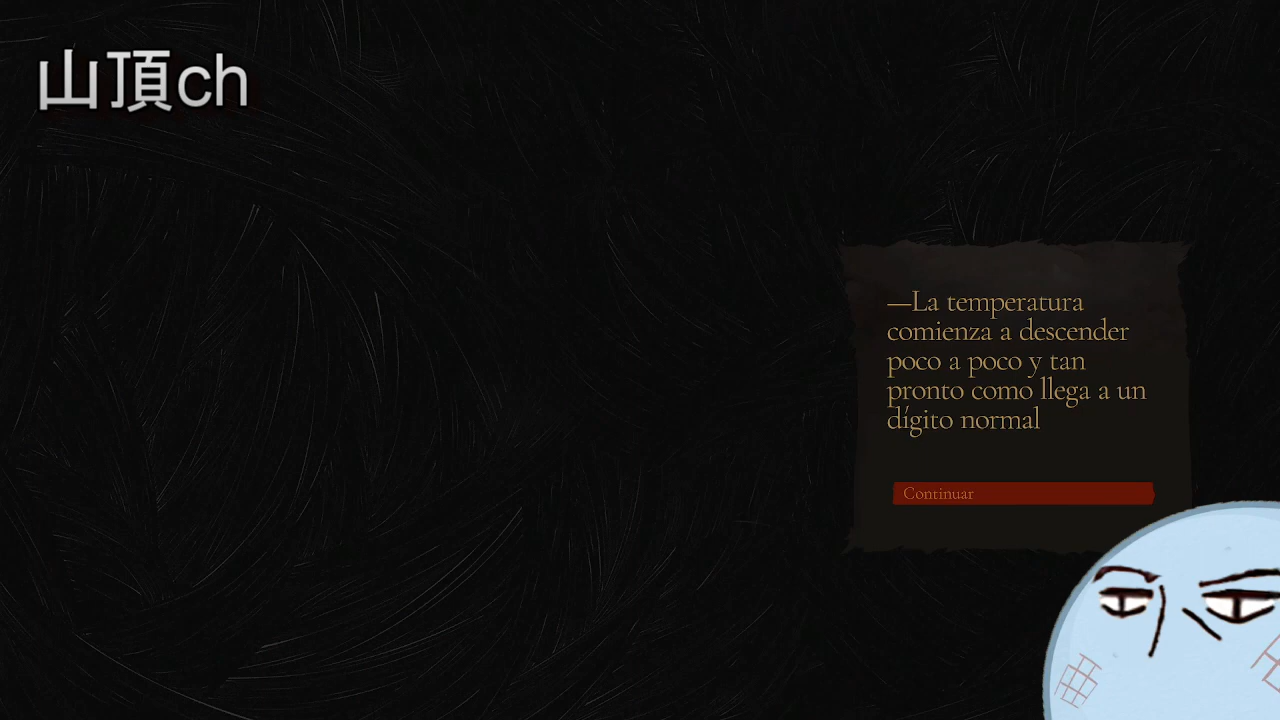 山頂ch
—La temperatura
comienza a descender
poco a poco y tan
pronto como llega a un
dígito normal
Continuar